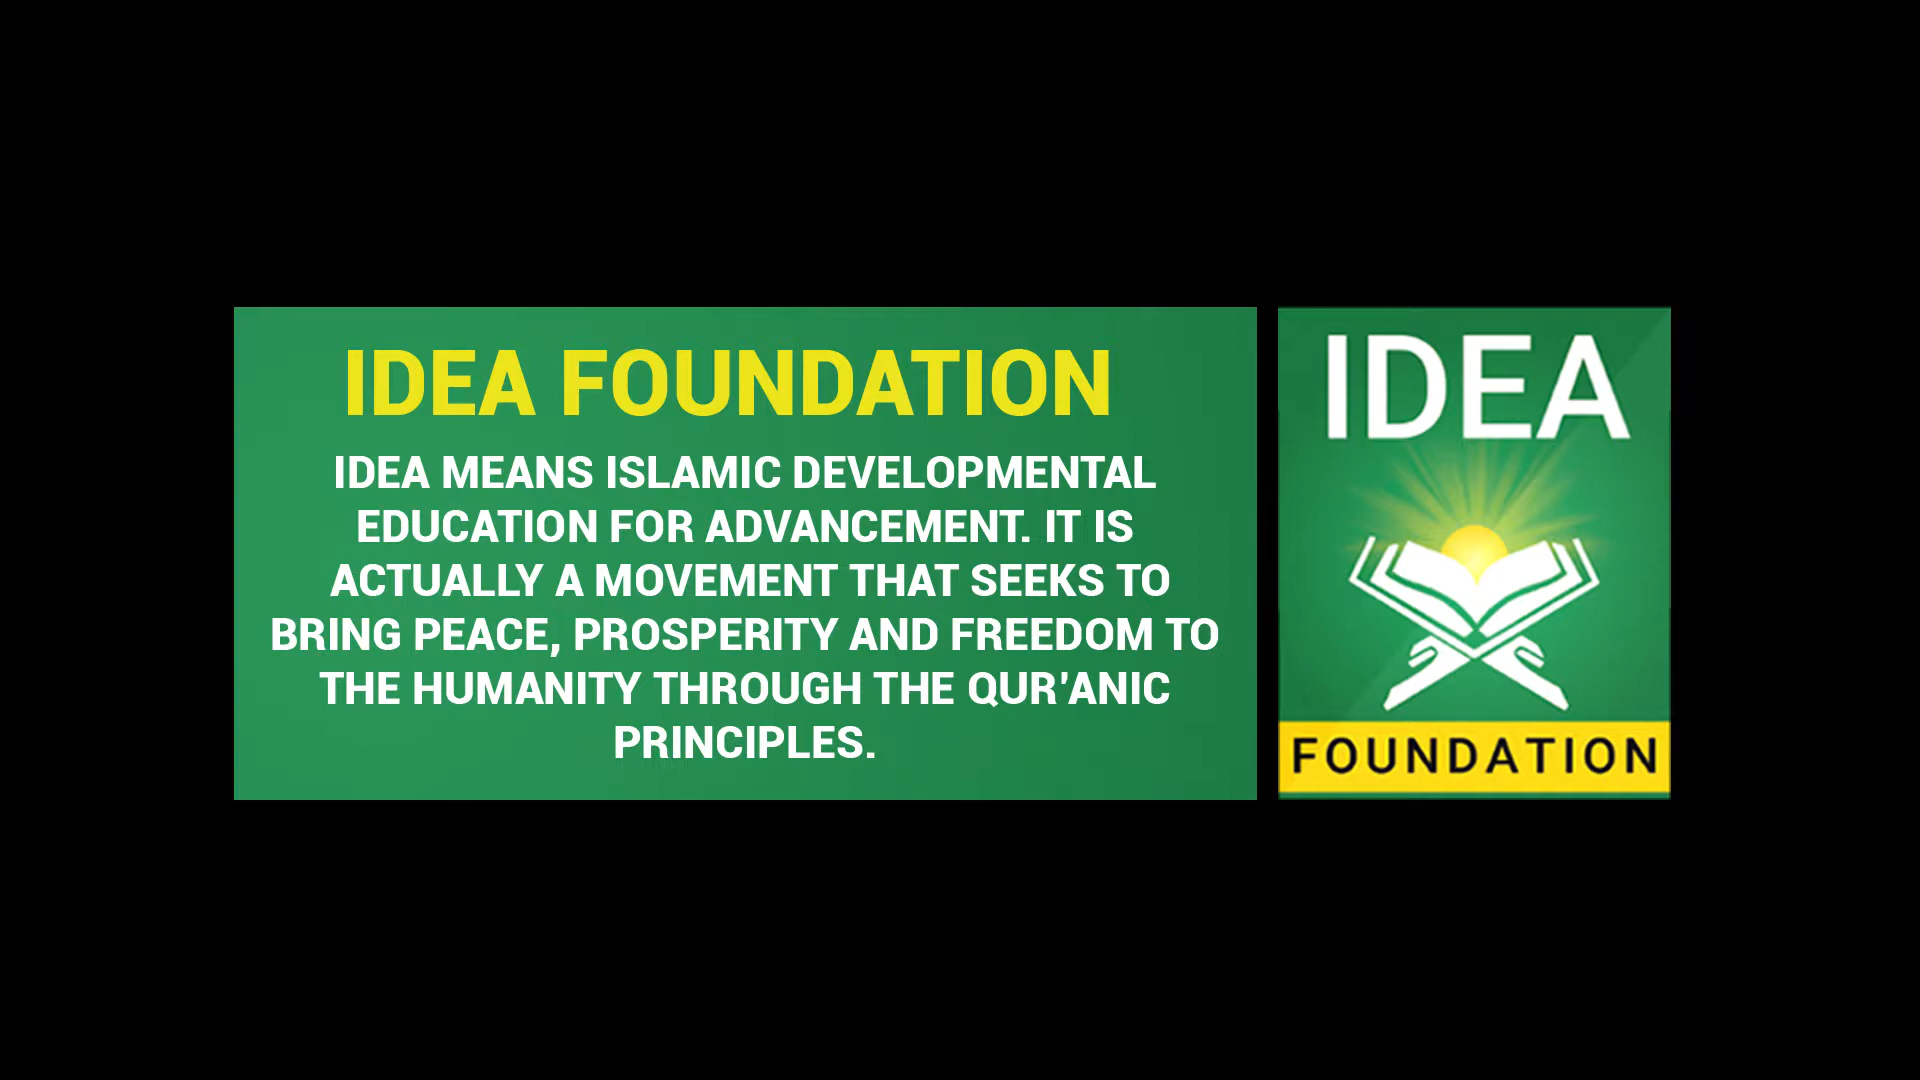 IDEA FOUNDATION
IDEA MEANS ISLAMIC DEVELOPMENTAL
EDUCATION FOR ADVANCEMENT. IT IS
ACTUALLY A MOVEMENT THAT SEEKS TO
BRING PEACE, PROSPERITY AND FREEDOM TO
THE HUMANITY THROUGH THE QUR'ANIC
PRINCIPLES.
IDEA
FOUNDATION